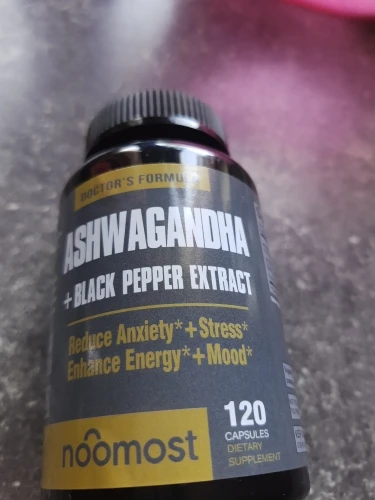 DOCTOR'S FORMULA
ASHWAGANDHA
+ BLACK PEPPER EXTRACT
Reduce Anxiety*+Stress*
Enhance Energy*+Mood*
noomost
120
CAPSULES
DIETARY
SUPPLEMENT